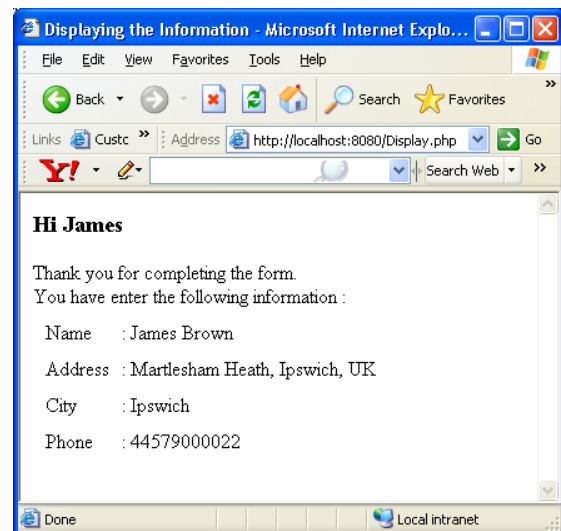 Displaying the Information - Microsoft Internet Explo...
File Edit View Favorites Tools Help
Back Search Favorites »
Links Custc » Address http://localhost:8080/Display.php Go
Y! Search Web »
Hi James
Thank you for completing the form.
You have enter the following information :
Name : James Brown
Address : Martlesham Heath, Ipswich, UK
City : Ipswich
Phone : 44579000022
Done Local intranet